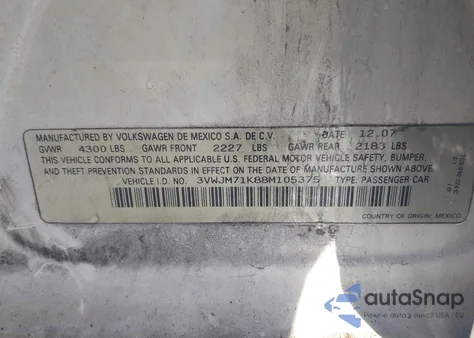 MANUFACTURED BY VOLKSWAGEN DE MEXICO S.A. DE C.V. DATE 12.07
GVWR 4300 LBS GAWR FRONT 2227 LBS GAWR REAR 2183 LBS
THIS VEHICLE CONFORMS TO ALL APPLICABLE U.S. FEDERAL MOTOR VEHICLE SAFETY, BUMPER,
AND THEFT PREVENTION STANDARDS IN EFFECT ON THE DATE OF MANUFACTURE SHOWN ABOVE.
VEHICLE I.D. NO. 3VWJM71K88M105375 TYPE: PASSENGER CAR
COUNTRY OF ORIGIN: MEXICO
autoSnap